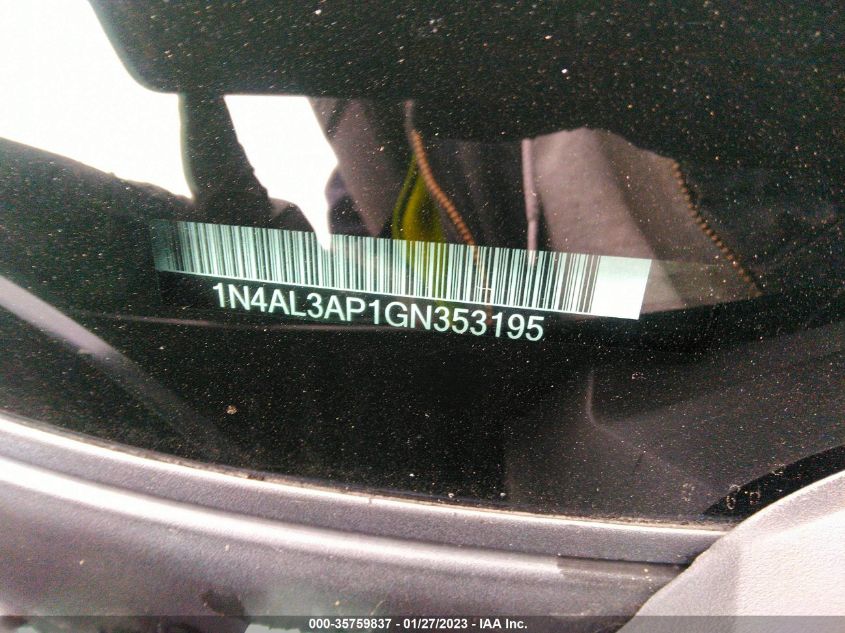 1N4AL3AP1GN353195
000-35759837 - 01/27/2023 - IAA Inc.